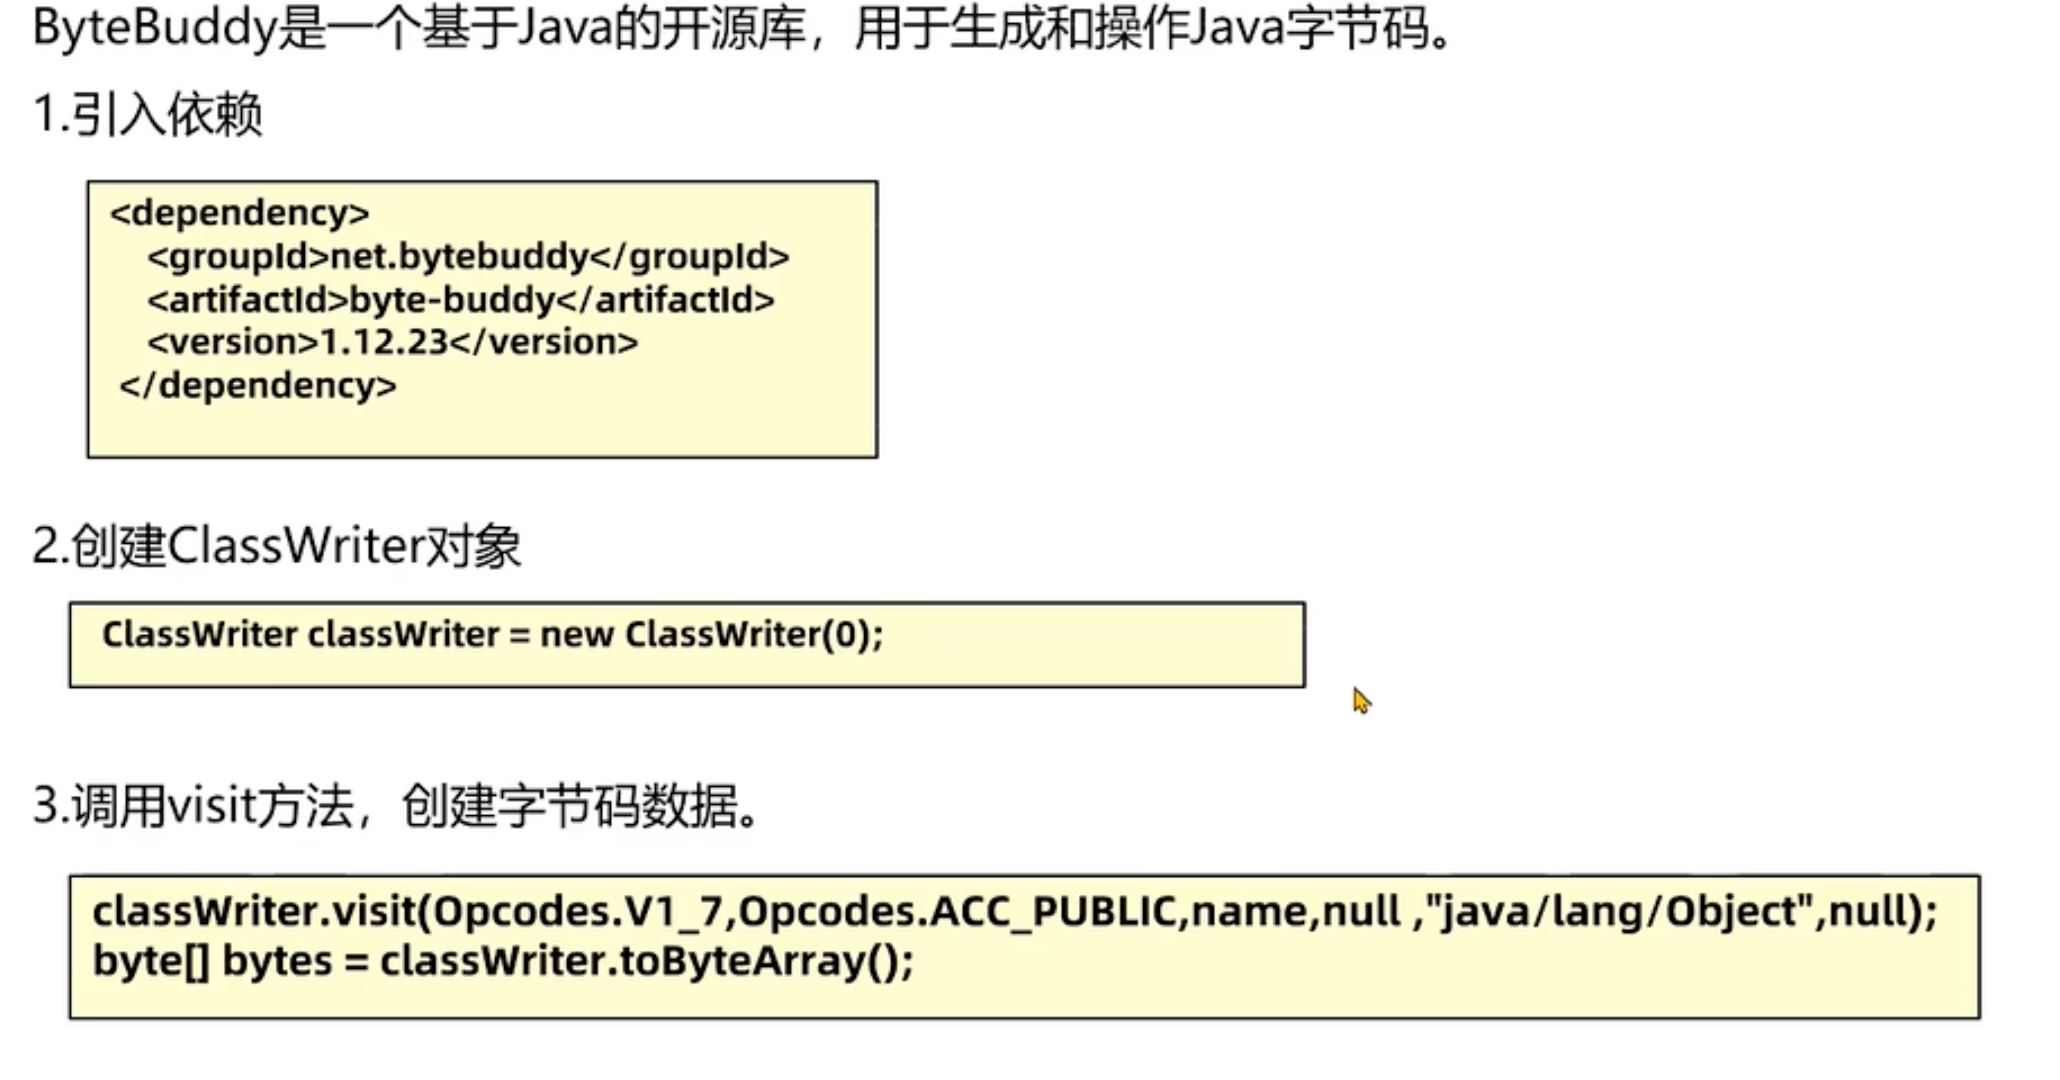 ByteBuddy是一个基于Java的开源库，用于生成和操作Java字节码。
1.引入依赖
<dependency>
<groupId>net.bytebuddy</groupId>
<artifactId>byte-buddy</artifactId>
<version>1.12.23</version>
</dependency>
2.创建ClassWriter对象
ClassWriter classWriter = new ClassWriter(0);
3.调用visit方法，创建字节码数据。
classWriter.visit(Opcodes.V1_7,Opcodes.ACC_PUBLIC,name,null ,"java/lang/Object",null);
byte[] bytes = classWriter.toByteArray();